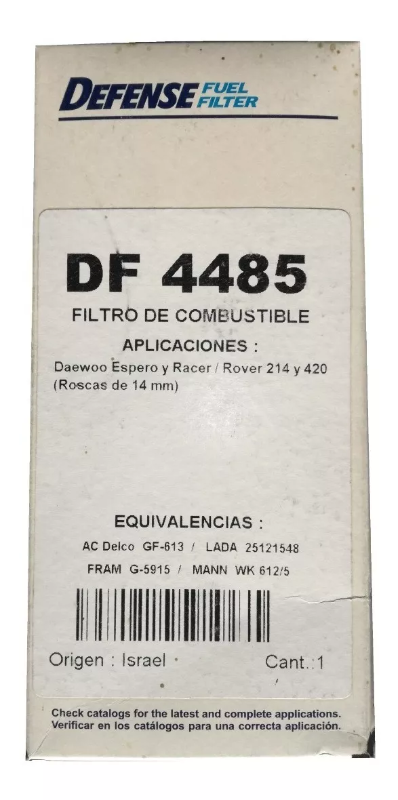 DEFENSE FUEL FILTER
DF 4485
FILTRO DE COMBUSTIBLE
APLICACIONES :
Daewoo Espero y Racer / Rover 214 y 420
(Roscas de 14 mm)
EQUIVALENCIAS :
AC Delco GF-613 / LADA 25121548
FRAM G-5915 / MANN WK 612/5
Origen : Israel Cant.:1
Check catalogs for the latest and complete applications.
Verificar en los catálogos para una correcta aplicación.